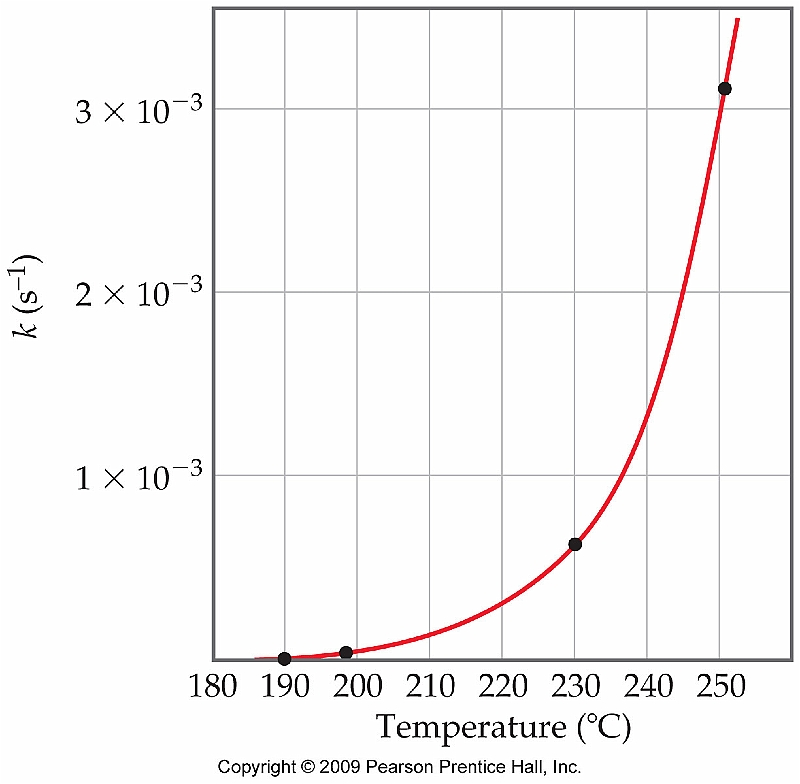 3 × 10⁻³
k (s⁻¹)
2 × 10⁻³
1 × 10⁻³
180 190 200 210 220 230 240 250
Temperature (°C)
Copyright © 2009 Pearson Prentice Hall, Inc.